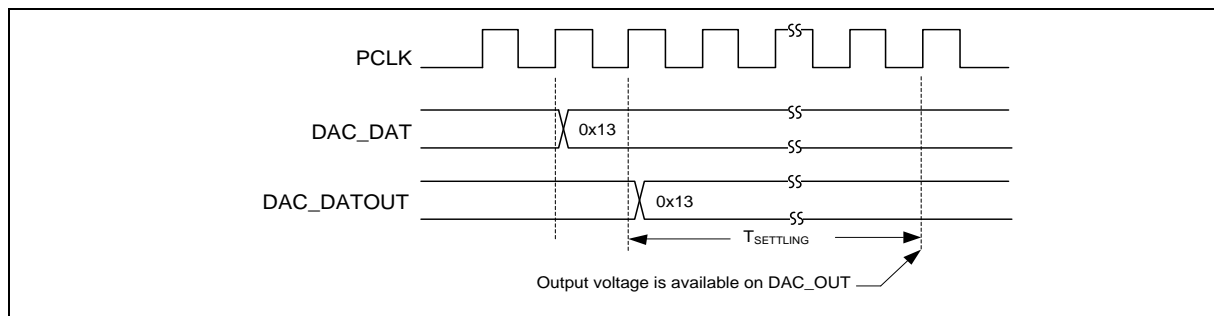 PCLK
DAC_DAT
0x13
DAC_DATOUT
0x13
TSETTLING
Output voltage is available on DAC_OUT